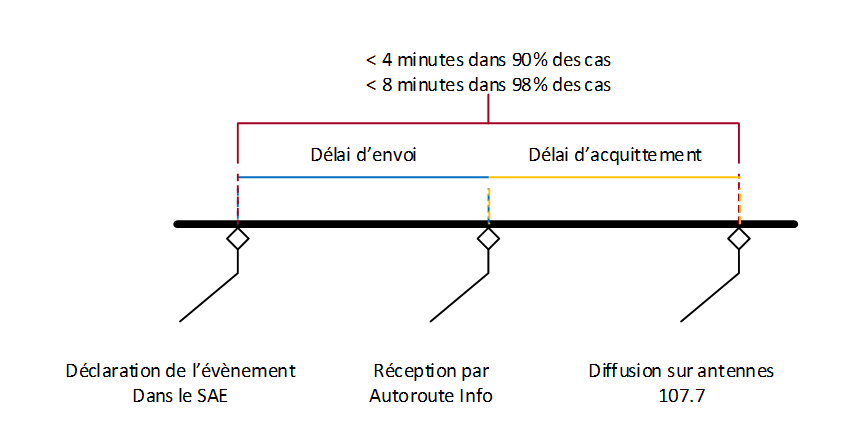 < 4 minutes dans 90% des cas
< 8 minutes dans 98% des cas
Délai d’envoi
Délai d’acquittement
Déclaration de l’évènement
Dans le SAE
Réception par
Autoroute Info
Diffusion sur antennes
107.7